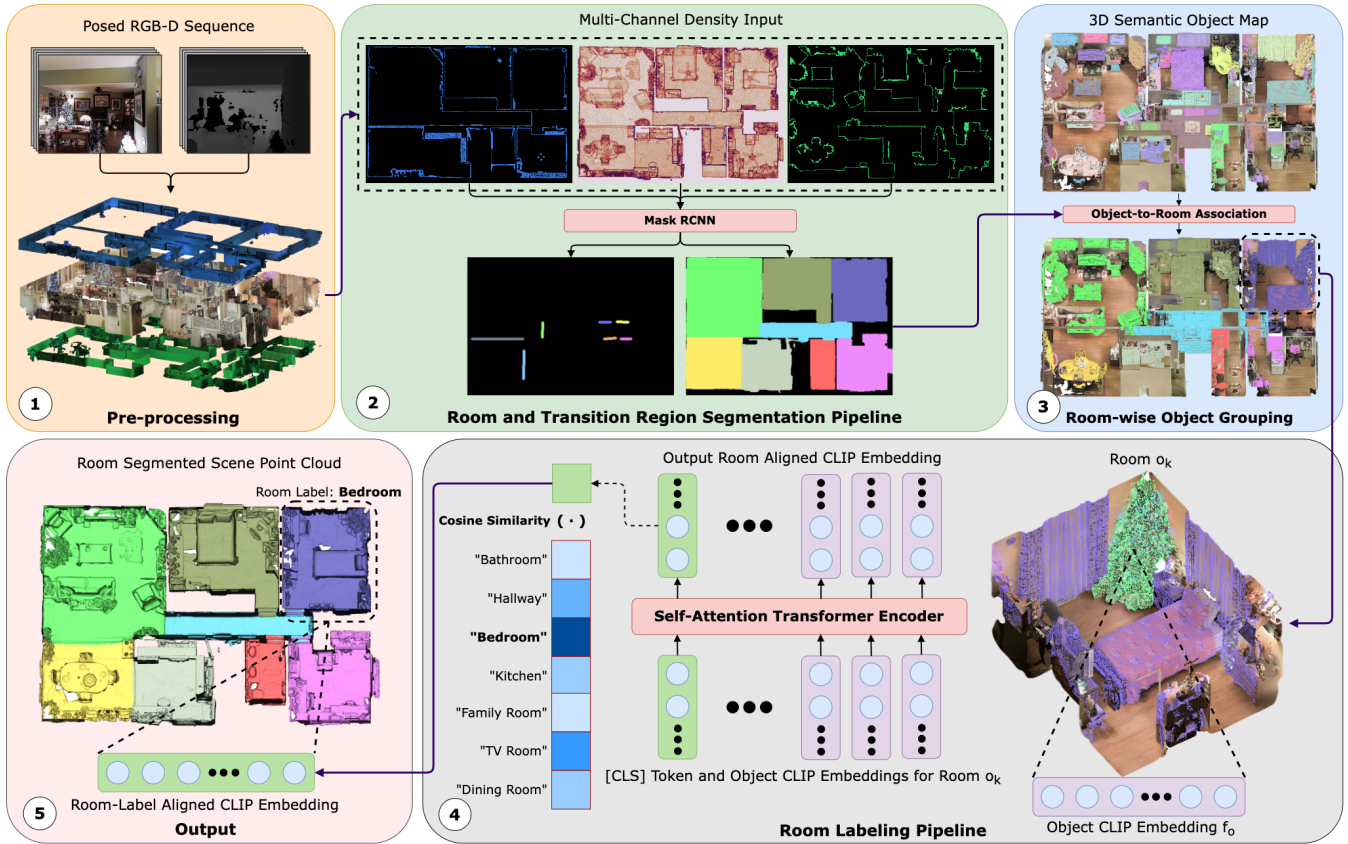 Posed RGB-D Sequence
1
Pre-processing
Multi-Channel Density Input
Mask RCNN
2
Room and Transition Region Segmentation Pipeline
3D Semantic Object Map
Object-to-Room Association
3
Room-wise Object Grouping
Room oₖ
Object CLIP Embedding fₒ
Output Room Aligned CLIP Embedding
Self-Attention Transformer Encoder
[CLS] Token and Object CLIP Embeddings for Room oₖ
Cosine Similarity (·)
"Bathroom"
"Hallway"
"Bedroom"
"Kitchen"
"Family Room"
"TV Room"
"Dining Room"
4
Room Labeling Pipeline
Room Segmented Scene Point Cloud
Room Label: Bedroom
Room-Label Aligned CLIP Embedding
5
Output